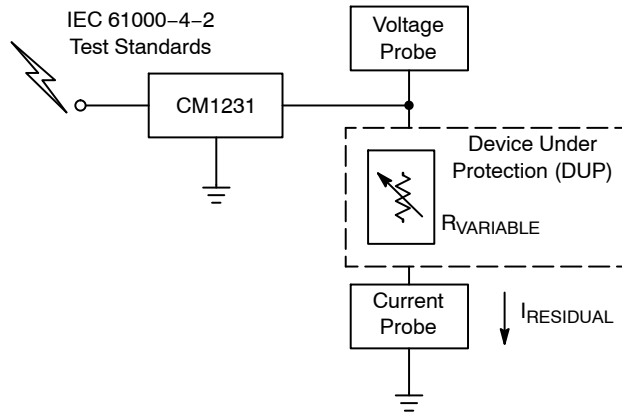 IEC 61000−4−2
Test Standards
Voltage
Probe
CM1231
Device Under
Protection (DUP)
RVARIABLE
Current
Probe
IRESIDUAL